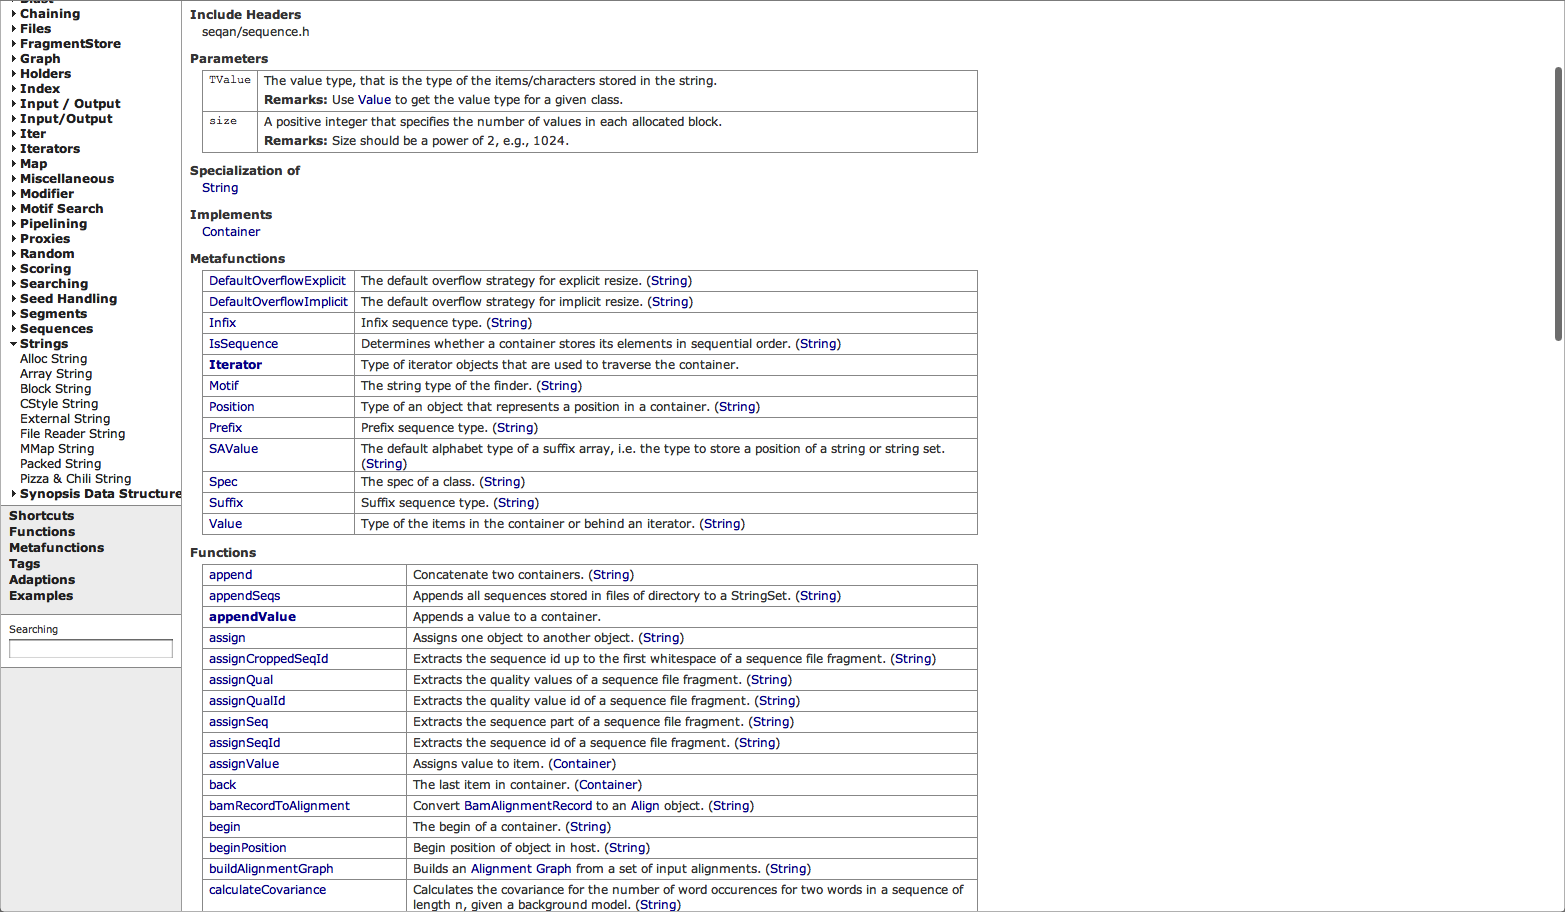 Blast
Chaining
Files
FragmentStore
Graph
Holders
Index
Input / Output
Input/Output
Iter
Iterators
Map
Miscellaneous
Modifier
Motif Search
Pipelining
Proxies
Random
Scoring
Searching
Seed Handling
Segments
Sequences
Strings
Alloc String
Array String
Block String
CStyle String
External String
File Reader String
MMap String
Packed String
Pizza & Chili String
Synopsis Data Structure
Shortcuts
Functions
Metafunctions
Tags
Adaptions
Examples
Searching
Include Headers
seqan/sequence.h
Parameters
TValue The value type, that is the type of the items/characters stored in the string.
Remarks: Use Value to get the value type for a given class.
size A positive integer that specifies the number of values in each allocated block.
Remarks: Size should be a power of 2, e.g., 1024.
Specialization of
String
Implements
Container
Metafunctions
DefaultOverflowExplicit The default overflow strategy for explicit resize. (String)
DefaultOverflowImplicit The default overflow strategy for implicit resize. (String)
Infix Infix sequence type. (String)
IsSequence Determines whether a container stores its elements in sequential order. (String)
Iterator Type of iterator objects that are used to traverse the container.
Motif The string type of the finder. (String)
Position Type of an object that represents a position in a container. (String)
Prefix Prefix sequence type. (String)
SAValue The default alphabet type of a suffix array, i.e. the type to store a position of a string or string set.
(String)
Spec The spec of a class. (String)
Suffix Suffix sequence type. (String)
Value Type of the items in the container or behind an iterator. (String)
Functions
append Concatenate two containers. (String)
appendSeqs Appends all sequences stored in files of directory to a StringSet. (String)
appendValue Appends a value to a container.
assign Assigns one object to another object. (String)
assignCroppedSeqId Extracts the sequence id up to the first whitespace of a sequence file fragment. (String)
assignQual Extracts the quality values of a sequence file fragment. (String)
assignQualId Extracts the quality value id of a sequence file fragment. (String)
assignSeq Extracts the sequence part of a sequence file fragment. (String)
assignSeqId Extracts the sequence id of a sequence file fragment. (String)
assignValue Assigns value to item. (Container)
back The last item in container. (Container)
bamRecordToAlignment Convert BamAlignmentRecord to an Align object. (String)
begin The begin of a container. (String)
beginPosition Begin position of object in host. (String)
buildAlignmentGraph Builds an Alignment Graph from a set of input alignments. (String)
calculateCovariance Calculates the covariance for the number of word occurences for two words in a sequence of
length n, given a background model. (String)